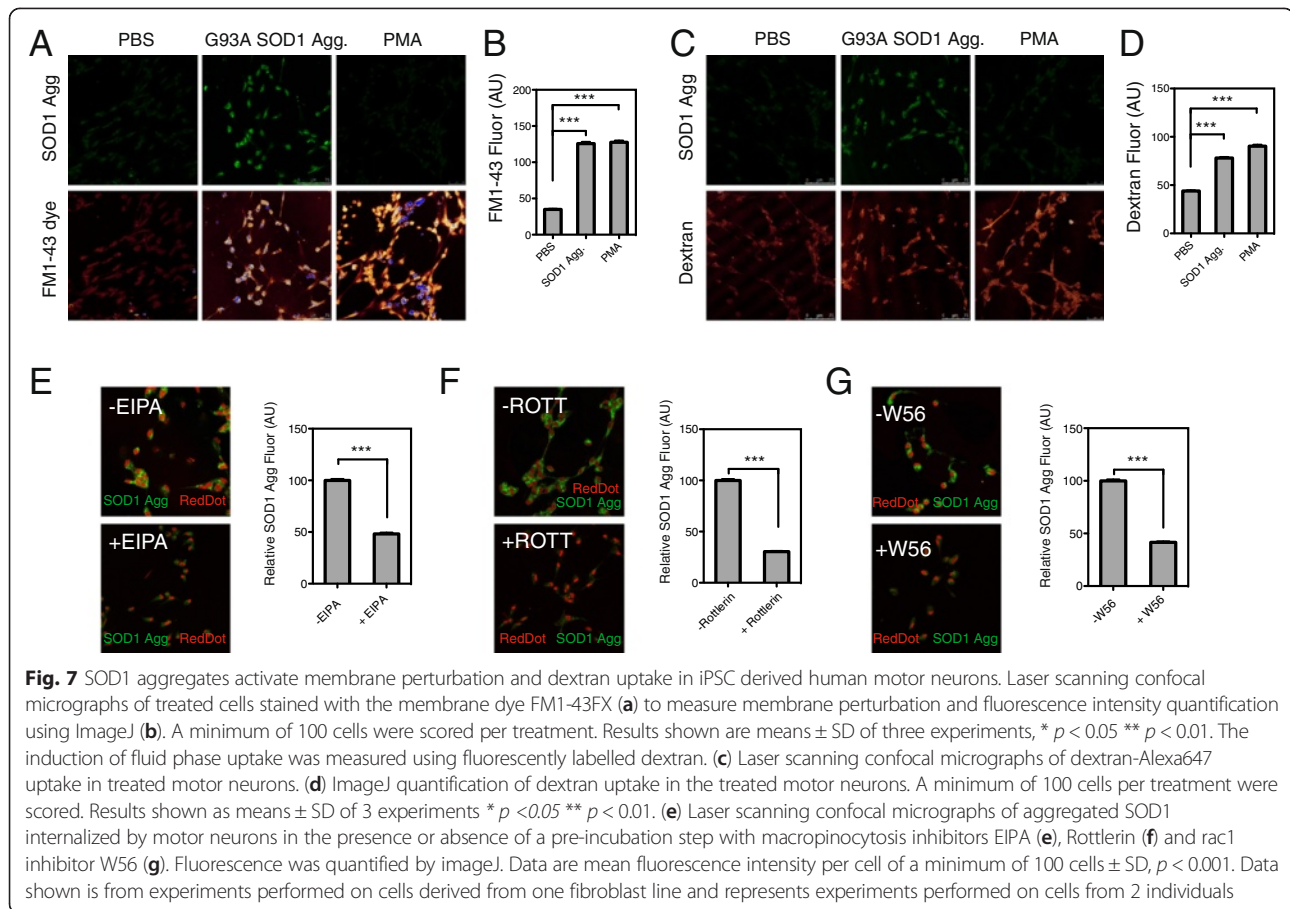 A
PBS G93A SOD1 Agg. PMA
SOD1 Agg
FM1-43 dye
B
FM1-43 Fluor (AU)
200
150
100
50
0
***
***
PBS
SOD1 Agg.
PMA
C
PBS G93A SOD1 Agg. PMA
SOD1 Agg
Dextran
D
Dextran Fluor (AU)
150
100
50
0
***
***
PBS
SOD1 Agg.
PMA
E
-EIPA
SOD1 Agg RedDot
+EIPA
SOD1 Agg RedDot
Relative SOD1 Agg Fluor (AU)
150
100
50
0
***
-EIPA
+ EIPA
F
-ROTT
RedDot
SOD1 Agg
+ROTT
RedDot SOD1 Agg
Relative SOD1 Agg Fluor (AU)
150
100
50
0
***
-Rottlerin
+ Rottlerin
G
-W56
RedDot SOD1 Agg
+W56
RedDot SOD1 Agg
Relative SOD1 Agg Fluor (AU)
150
100
50
0
***
-W56
+ W56
Fig. 7 SOD1 aggregates activate membrane perturbation and dextran uptake in iPSC derived human motor neurons. Laser scanning confocal
micrographs of treated cells stained with the membrane dye FM1-43FX (a) to measure membrane perturbation and fluorescence intensity quantification
using ImageJ (b). A minimum of 100 cells were scored per treatment. Results shown are means ± SD of three experiments, * p < 0.05 ** p < 0.01. The
induction of fluid phase uptake was measured using fluorescently labelled dextran. (c) Laser scanning confocal micrographs of dextran-Alexa647
uptake in treated motor neurons. (d) ImageJ quantification of dextran uptake in the treated motor neurons. A minimum of 100 cells per treatment were
scored. Results shown as means ± SD of 3 experiments * p <0.05 ** p < 0.01. (e) Laser scanning confocal micrographs of aggregated SOD1
internalized by motor neurons in the presence or absence of a pre-incubation step with macropinocytosis inhibitors EIPA (e), Rottlerin (f) and rac1
inhibitor W56 (g). Fluorescence was quantified by imageJ. Data are mean fluorescence intensity per cell of a minimum of 100 cells ± SD, p < 0.001. Data
shown is from experiments performed on cells derived from one fibroblast line and represents experiments performed on cells from 2 individuals